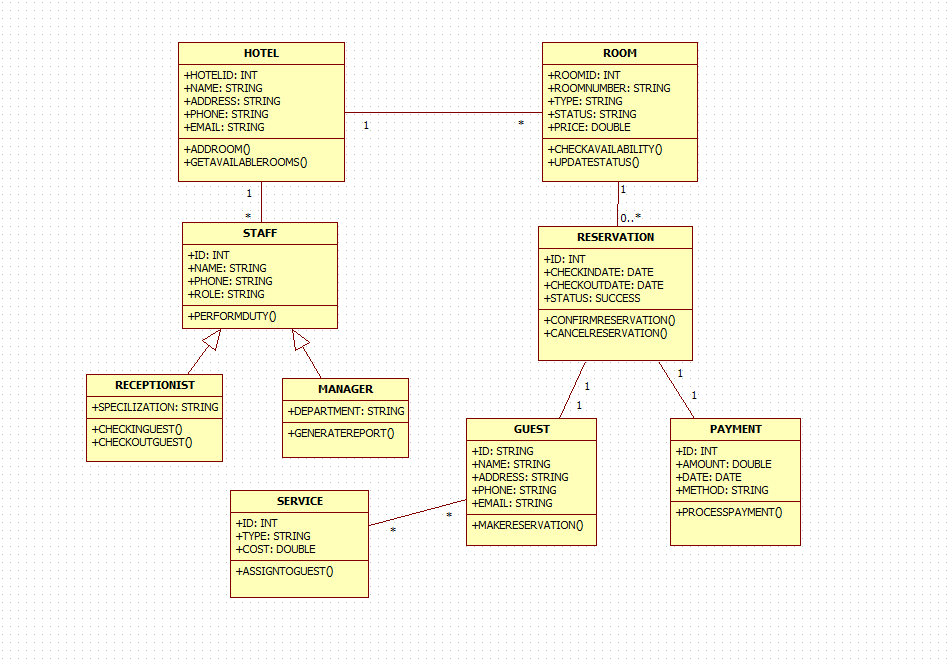 HOTEL
+HOTELID: INT
+NAME: STRING
+ADDRESS: STRING
+PHONE: STRING
+EMAIL: STRING
+ADDROOM()
+GETAVAILABLEROOMS()
ROOM
+ROOMID: INT
+ROOMNUMBER: STRING
+TYPE: STRING
+STATUS: STRING
+PRICE: DOUBLE
+CHECKAVAILABILITY()
+UPDATESTATUS()
1
*
1
*
1
0..*
STAFF
+ID: INT
+NAME: STRING
+PHONE: STRING
+ROLE: STRING
+PERFORMDUTY()
RESERVATION
+ID: INT
+CHECKINDATE: DATE
+CHECKOUTDATE: DATE
+STATUS: SUCCESS
+CONFIRMRESERVATION()
+CANCELRESERVATION()
RECEPTIONIST
+SPECILIZATION: STRING
+CHECKINGUEST()
+CHECKOUTGUEST()
MANAGER
+DEPARTMENT: STRING
+GENERATEREPORT()
1
1
1
1
GUEST
+ID: STRING
+NAME: STRING
+ADDRESS: STRING
+PHONE: STRING
+EMAIL: STRING
+MAKERESERVATION()
PAYMENT
+ID: INT
+AMOUNT: DOUBLE
+DATE: DATE
+METHOD: STRING
+PROCESSPAYMENT()
SERVICE
+ID: INT
+TYPE: STRING
+COST: DOUBLE
+ASSIGNTOGUEST()
*
*